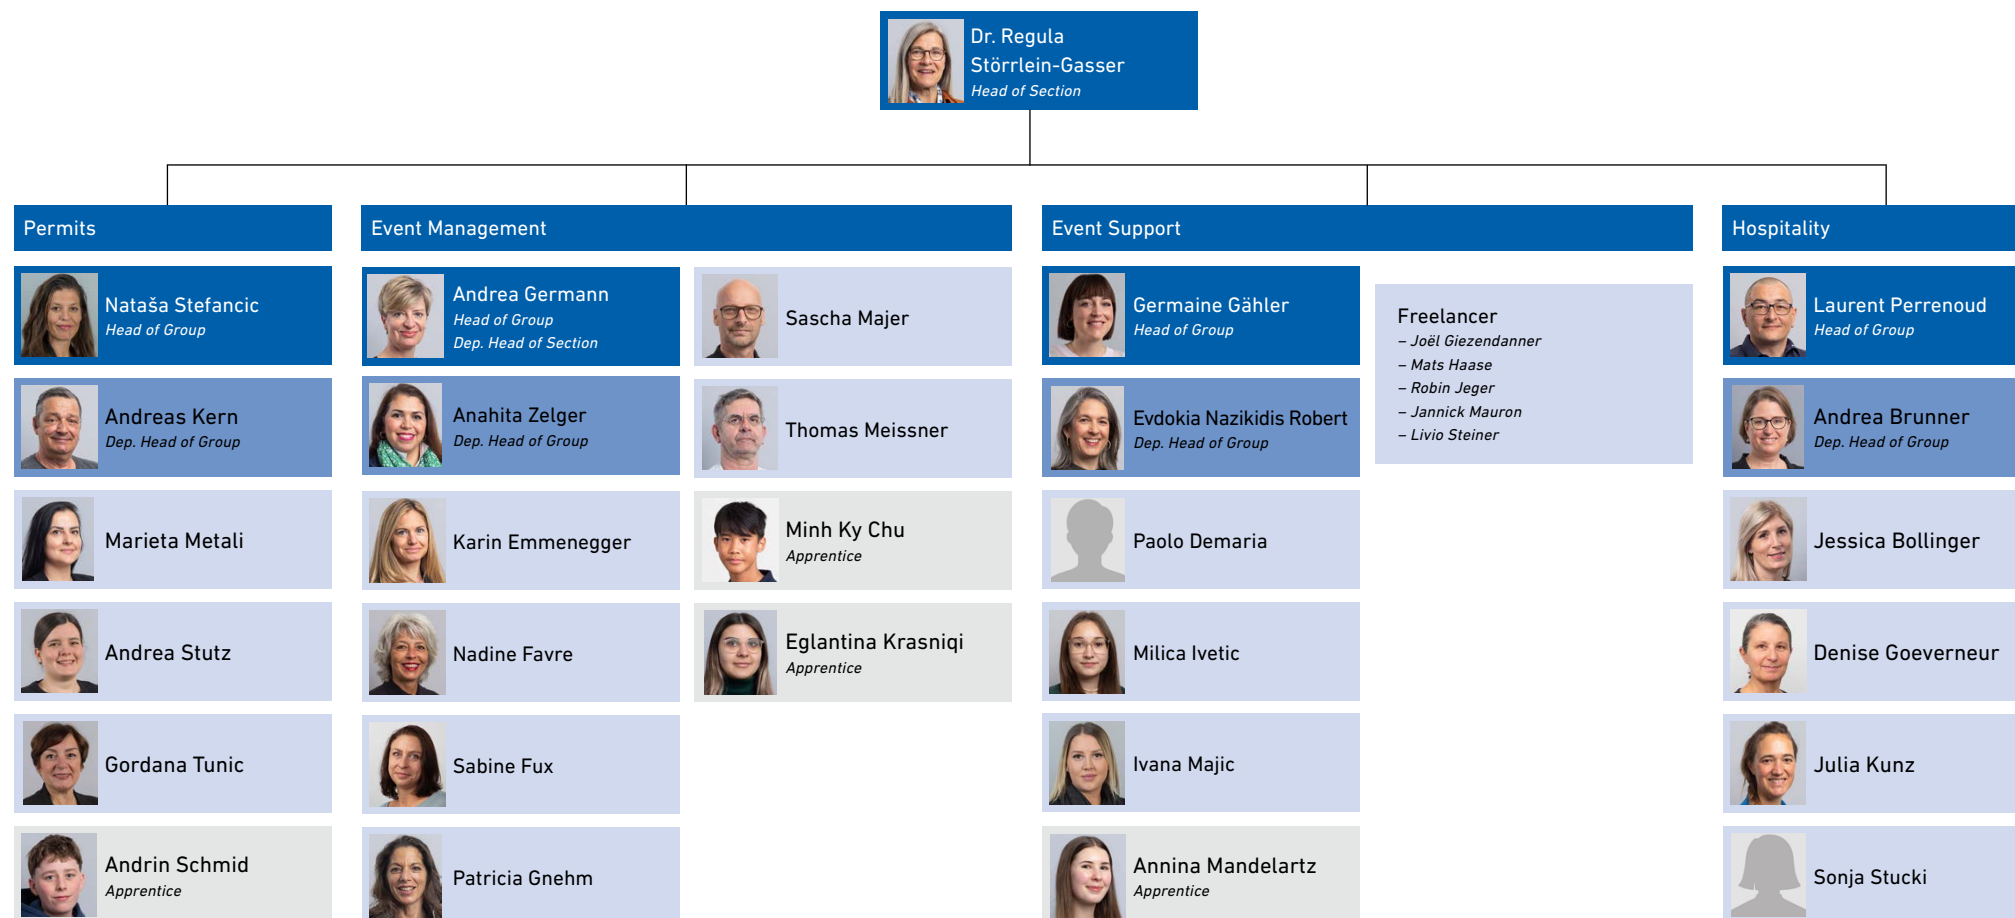 Dr. Regula
Störrlein-Gasser
Head of Section
Permits
Nataša Stefancic
Head of Group
Andreas Kern
Dep. Head of Group
Marieta Metali
Andrea Stutz
Gordana Tunic
Andrin Schmid
Apprentice
Event Management
Andrea Germann
Head of Group
Dep. Head of Section
Anahita Zelger
Dep. Head of Group
Karin Emmenegger
Nadine Favre
Sabine Fux
Patricia Gnehm
Sascha Majer
Thomas Meissner
Minh Ky Chu
Apprentice
Eglantina Krasniqi
Apprentice
Event Support
Germaine Gähler
Head of Group
Evdokia Nazikidis Robert
Dep. Head of Group
Paolo Demaria
Milica Ivetic
Ivana Majic
Annina Mandelartz
Apprentice
Freelancer
– Joël Giezendanner
– Mats Haase
– Robin Jeger
– Jannick Mauron
– Livio Steiner
Hospitality
Laurent Perrenoud
Head of Group
Andrea Brunner
Dep. Head of Group
Jessica Bollinger
Denise Goeverneur
Julia Kunz
Sonja Stucki